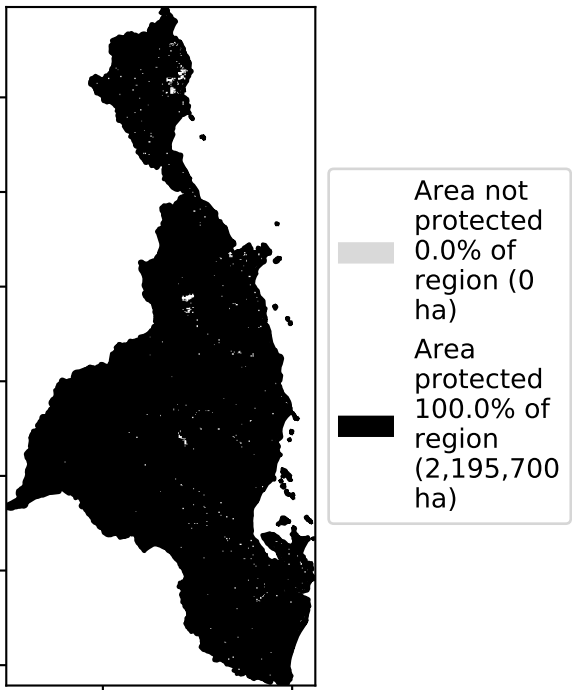 Area not
protected
0.0% of
region (0
ha)
Area
protected
100.0% of
region
(2,195,700
ha)